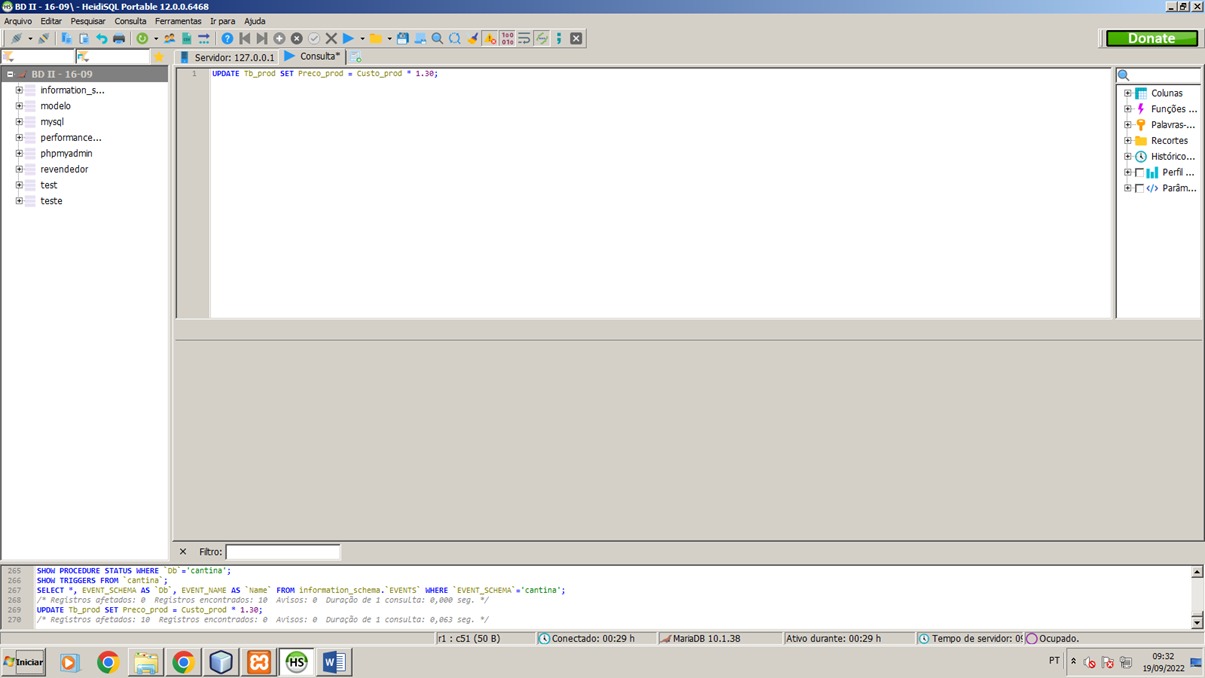 BD II - 16-09\ - HeidiSQL Portable 12.0.0.6468
Arquivo Editar Pesquisar Consulta Ferramentas Ir para Ajuda
Donate
Servidor: 127.0.0.1 Consulta*
BD II - 16-09
information_s...
modelo
mysql
performance...
phpmyadmin
revendedor
test
teste
1 UPDATE Tb_prod SET Preco_prod = Custo_prod * 1.30;
Colunas
Funções ...
Palavras-...
Recortes
Histórico...
Perfil ...
Parâm...
Filtro:
265 SHOW PROCEDURE STATUS WHERE `Db`='cantina';
266 SHOW TRIGGERS FROM `cantina`;
267 SELECT *, EVENT_SCHEMA AS `Db`, EVENT_NAME AS `Name` FROM information_schema.`EVENTS` WHERE `EVENT_SCHEMA`='cantina';
268 /* Registros afetados: 0 Registros encontrados: 10 Avisos: 0 Duração de 1 consulta: 0,000 seg. */
269 UPDATE Tb_prod SET Preco_prod = Custo_prod * 1.30;
270 /* Registros afetados: 10 Registros encontrados: 0 Avisos: 0 Duração de 1 consulta: 0,063 seg. */
r1 : c51 (50 B) Conectado: 00:29 h MariaDB 10.1.38 Ativo durante: 00:29 h Tempo de servidor: 09 Ocupado.
Iniciar HS PT 09:32
19/09/2022